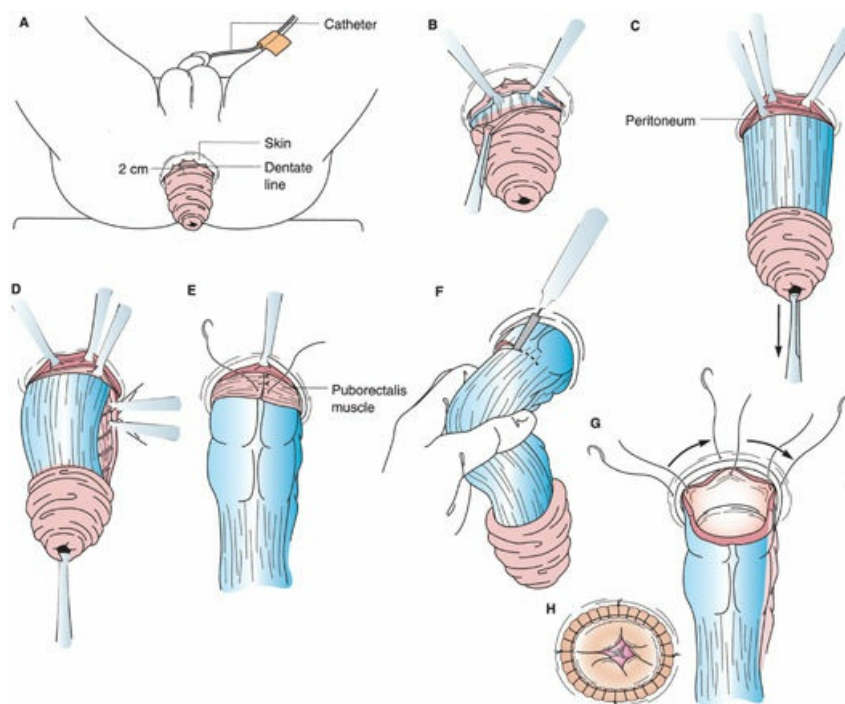 A
Catheter
Skin
2 cm
Dentate
line
B
C
Peritoneum
D
E
Puborectalis
muscle
F
G
H